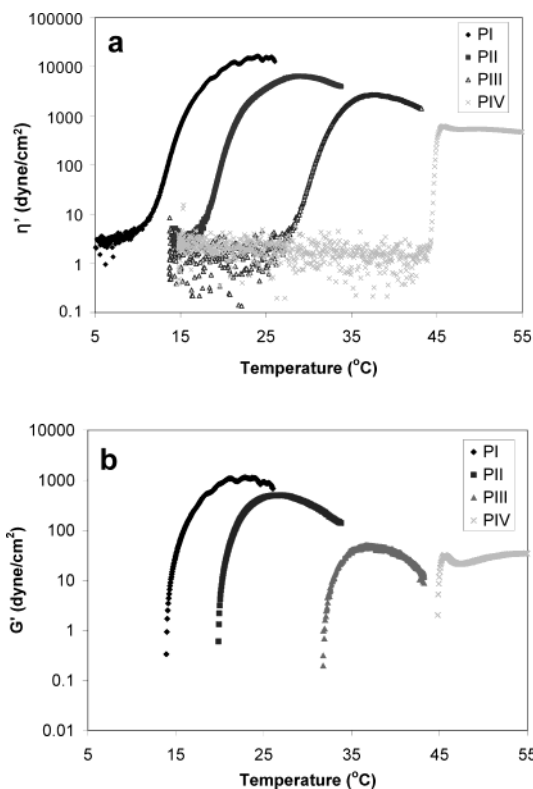 a
PI
PII
PIII
PIV
100000
10000
1000
100
10
1
0.1
η' (dyne/cm²)
5
15
25
35
45
55
Temperature (°C)
b
PI
PII
PIII
PIV
10000
1000
100
10
1
0.1
0.01
G' (dyne/cm²)
5
15
25
35
45
55
Temperature (°C)